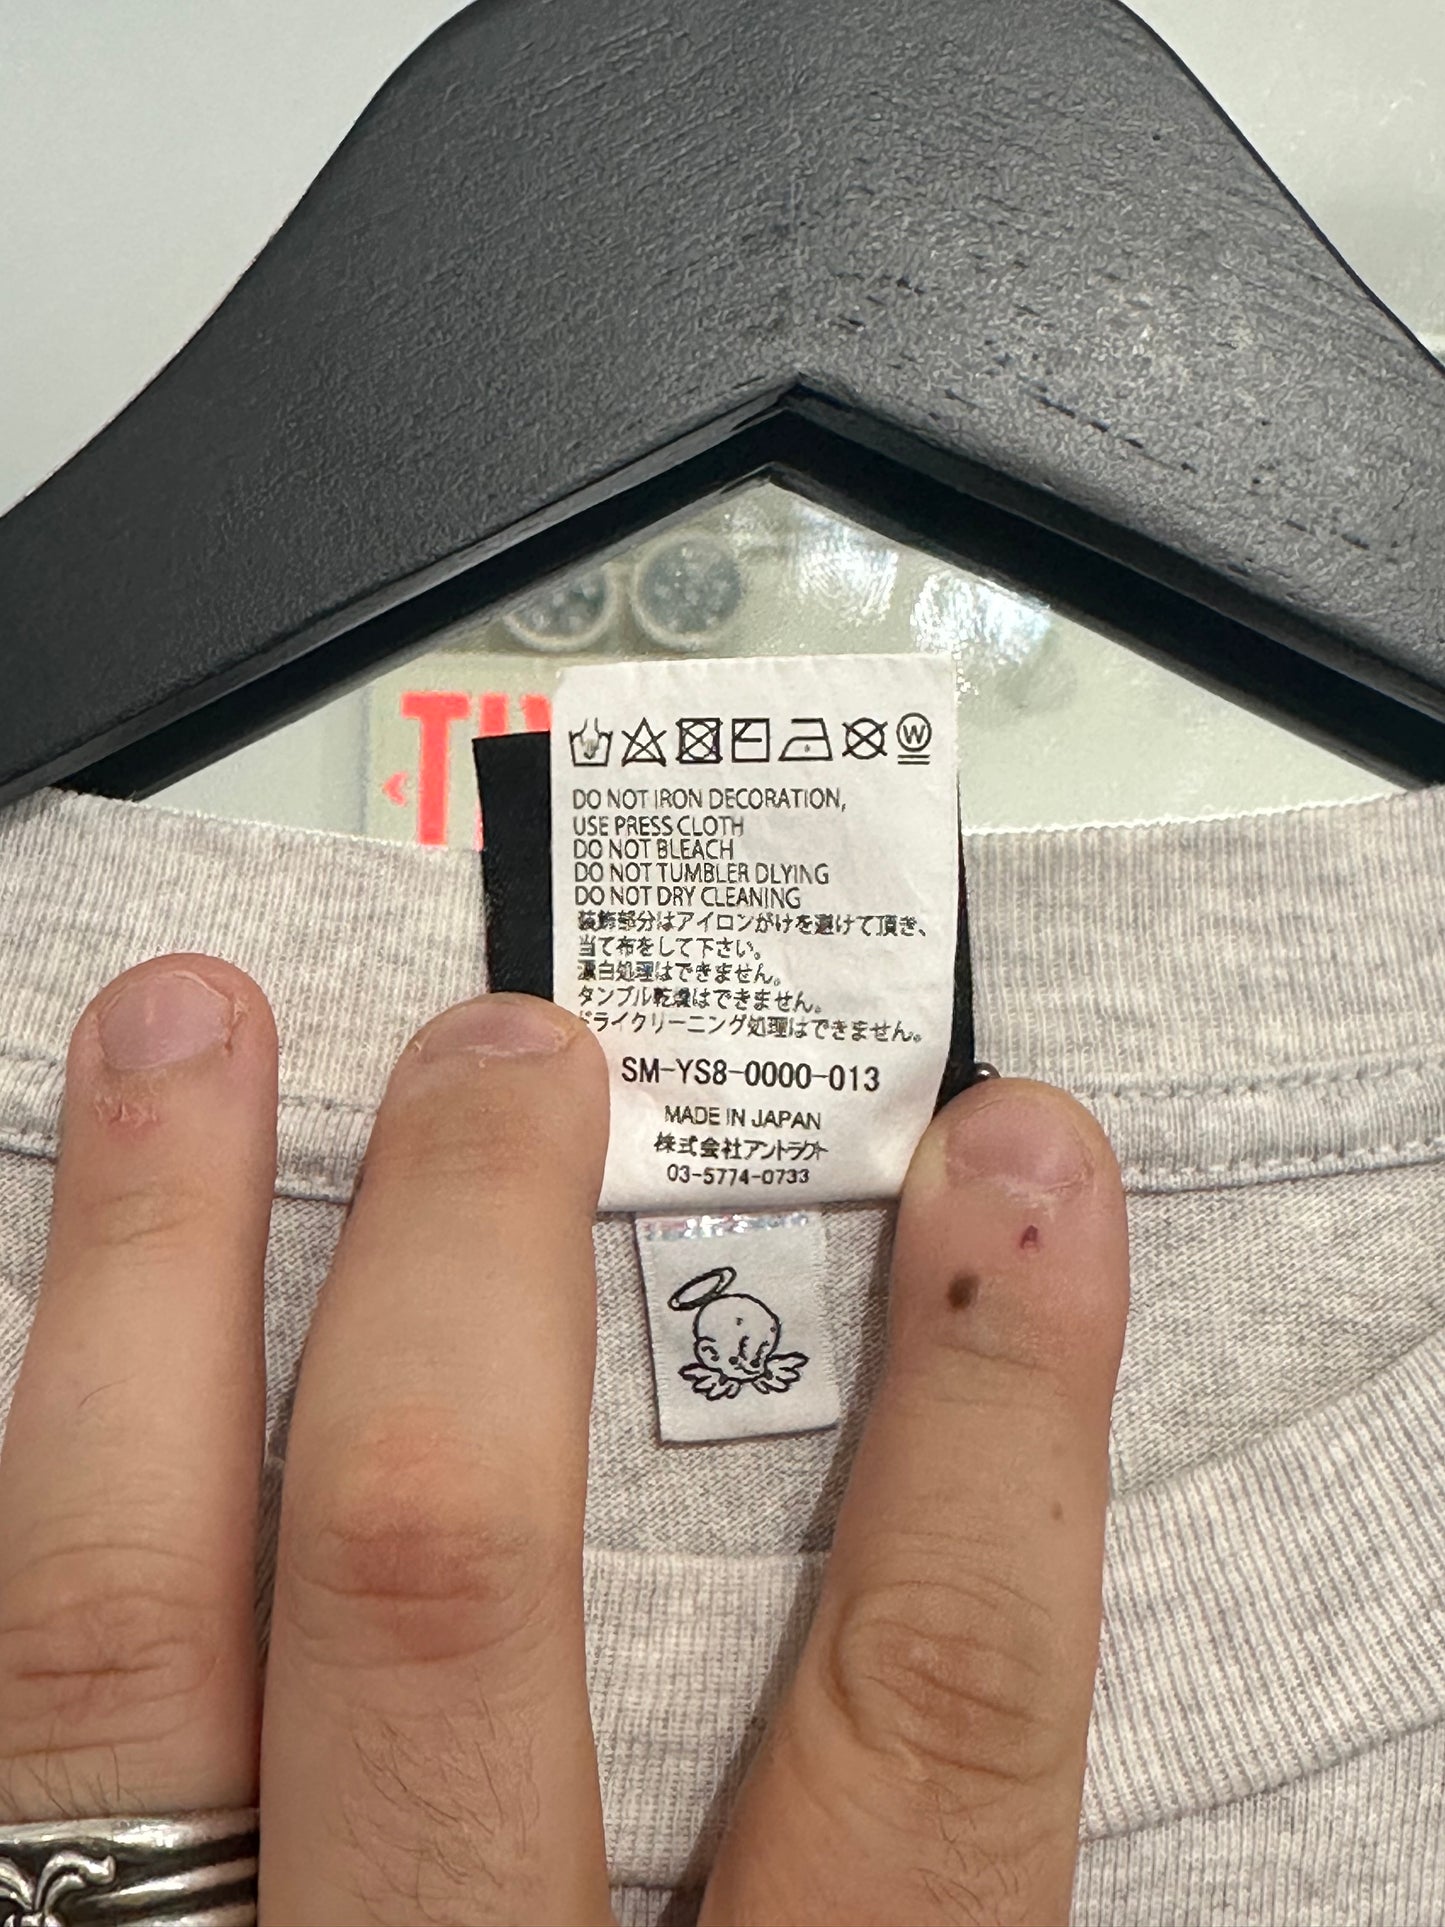 DO NOT IRON DECORATION,
USE PRESS CLOTH
DO NOT BLEACH
DO NOT TUMBLER DLYING
DO NOT DRY CLEANING
装飾部分はアイロンがけを避けて頂き、
当て布をして下さい。
漂白処理はできません。
タンブル乾燥はできません。
ドライクリーニング処理はできません。
SM-YS8-0000-013
MADE IN JAPAN
株式会社アントラクト
03-5774-0733
W